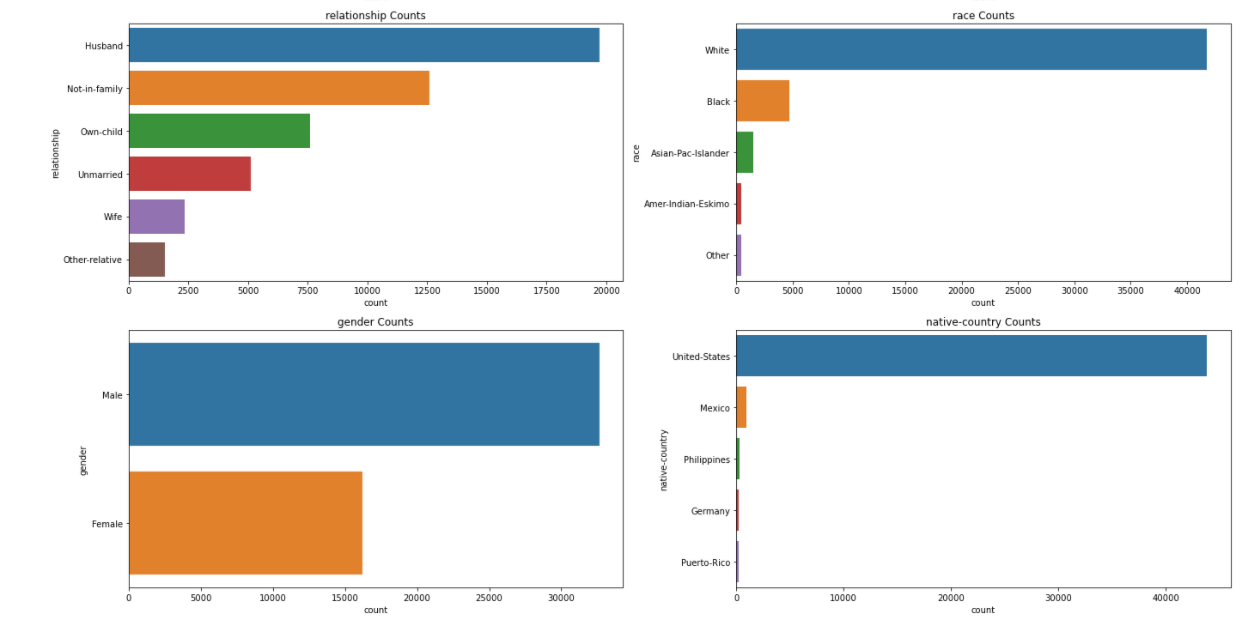 relationship Counts
relationship
Husband
Not-in-family
Own-child
Unmarried
Wife
Other-relative
0 2500 5000 7500 10000 12500 15000 17500 20000
count
race Counts
race
White
Black
Asian-Pac-Islander
Amer-Indian-Eskimo
Other
0 5000 10000 15000 20000 25000 30000 35000 40000
count
gender Counts
gender
Male
Female
0 5000 10000 15000 20000 25000 30000
count
native-country Counts
native-country
United-States
Mexico
Philippines
Germany
Puerto-Rico
0 10000 20000 30000 40000
count